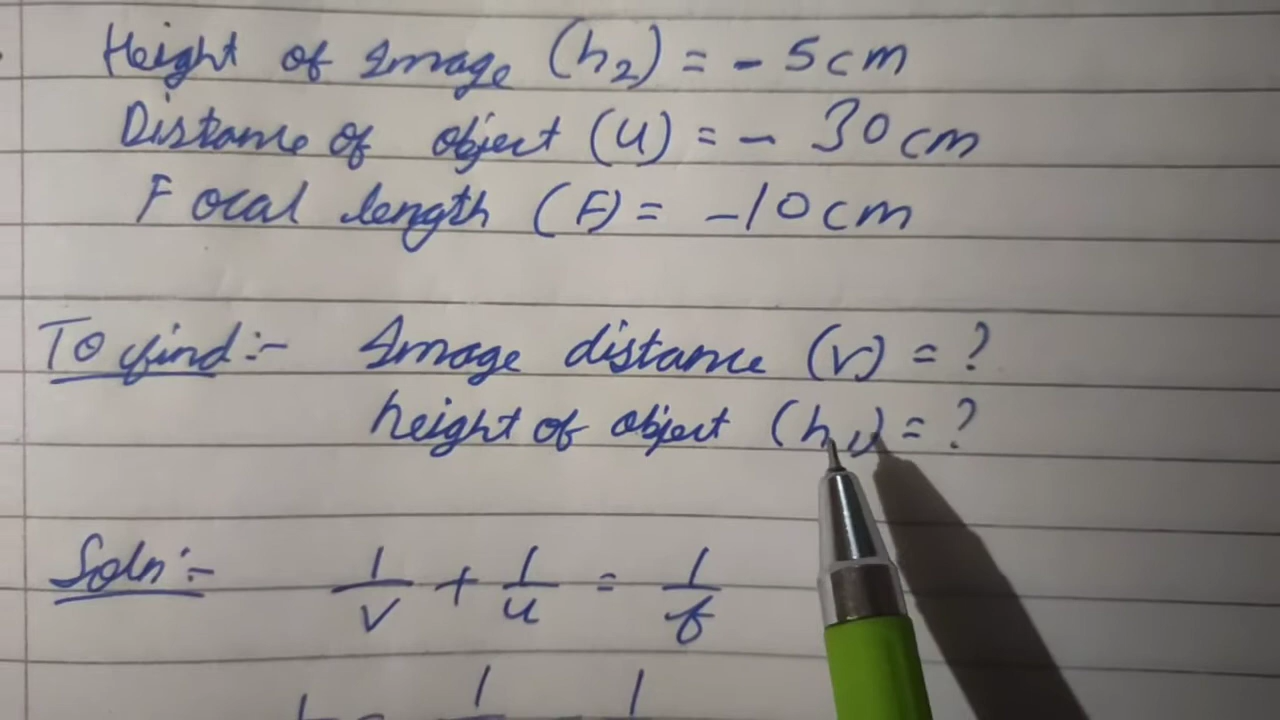 Height of Image (h2) = - 5cm
Distance of object (u) = - 30cm
Focal length (F) = -10cm
To find:- Image distance (v) = ?
height of object (h1) = ?
Soln:- 1/v + 1/u = 1/f